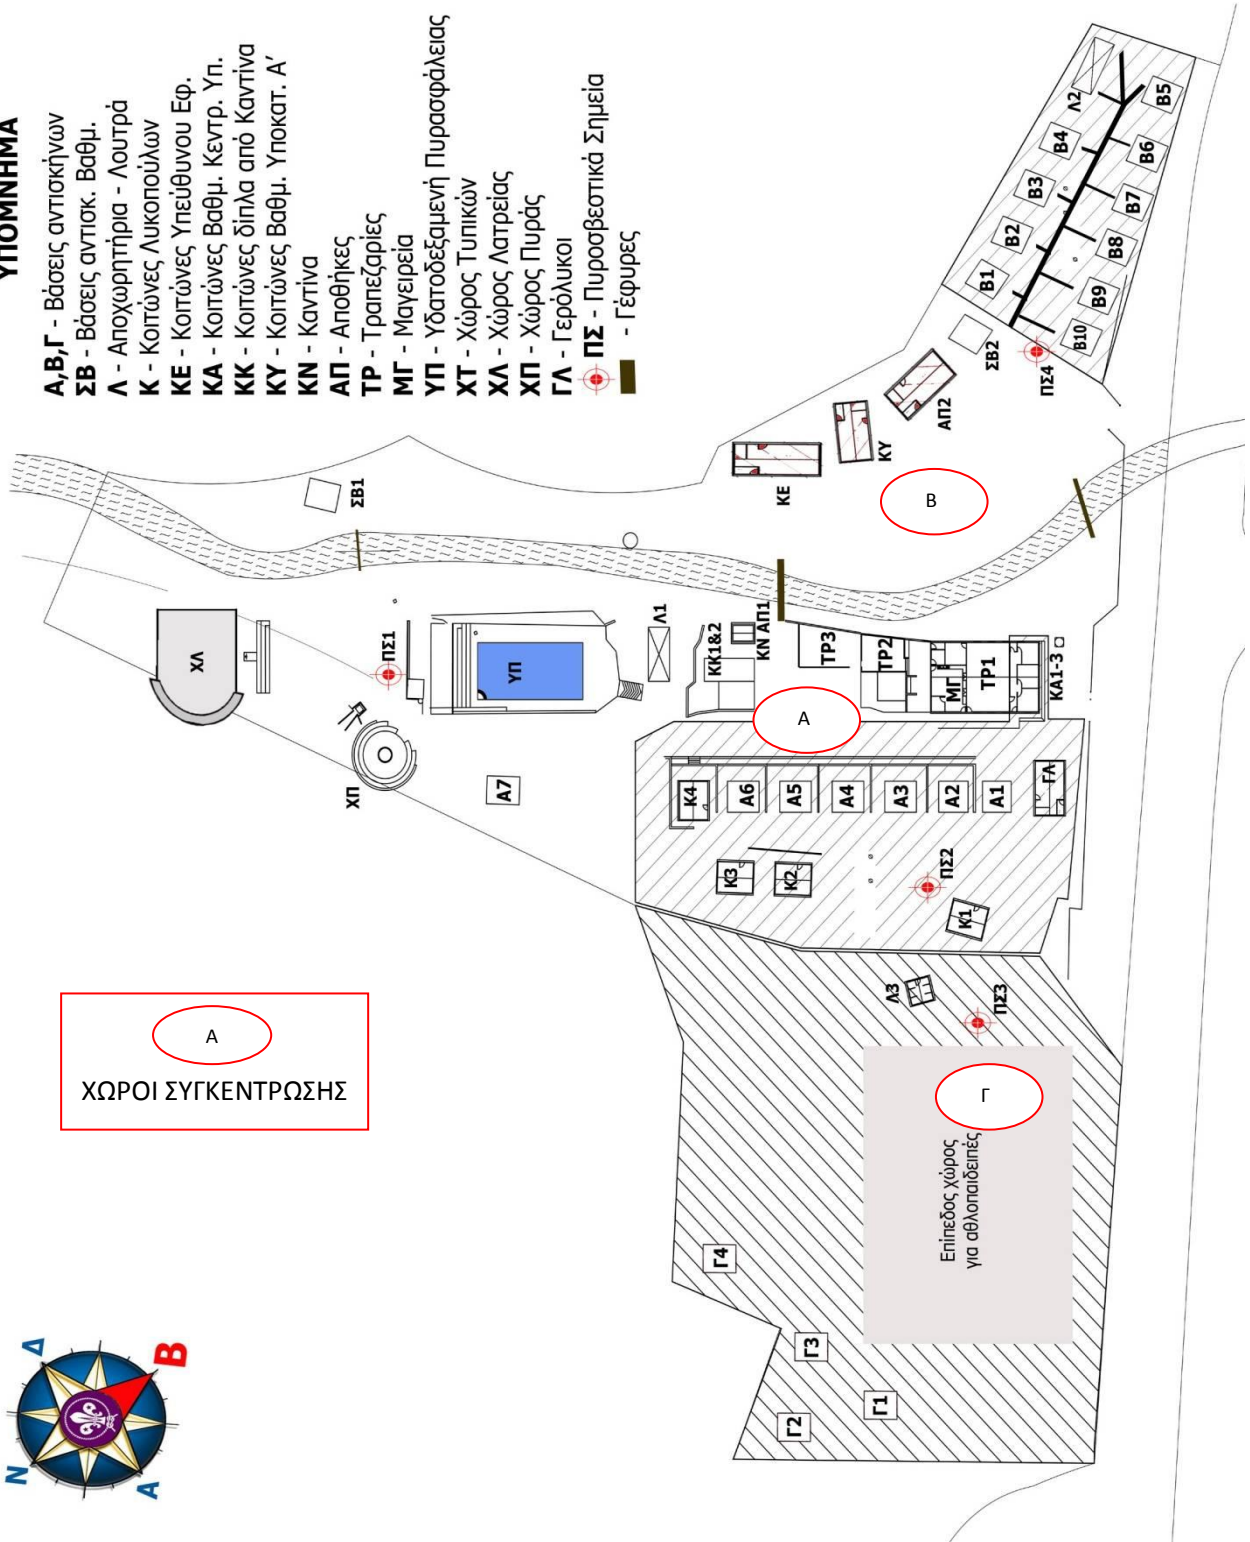 ΥΠΟΜΝΗΜΑ
Α,Β,Γ - Βάσεις αντισκήνων
ΣΒ - Βάσεις αντισκ. Βαθμ.
Λ - Αποχωρητήρια - Λουτρά
Κ - Κοιτώνες Λυκοπούλων
ΚΕ - Κοιτώνες Υπεύθυνου Εφ.
ΚΑ - Κοιτώνες Βαθμ. Κεντρ. Υπ.
ΚΚ - Κοιτώνες δίπλα από Καντίνα
ΚΥ - Κοιτώνες Βαθμ. Υποκατ. Α’
ΚΝ - Καντίνα
ΑΠ - Αποθήκες
ΤΡ - Τραπεζαρίες
ΜΓ - Μαγειρεία
ΥΠ - Υδατοδεξαμενή Πυρασφάλειας
ΧΤ - Χώρος Τυπικών
ΧΛ - Χώρος Λατρείας
ΧΠ - Χώρος Πυράς
ΓΛ - Γερόλυκοι
ΠΣ - Πυροσβεστικά Σημεία
- Γέφυρες
Λ2
Β5
Β4
Β6
Β3
Β7
Β2
Β8
Β1
Β9
Β10
ΣΒ2
ΠΣ4
ΑΠ2
ΚΥ
ΚΕ
Β
ΣΒ1
ΧΛ
ΠΣ1
ΥΠ
Λ1
ΚΚ1&2
ΚΝ ΑΠ1
ΤΡ3
ΤΡ2
ΜΓ
ΤΡ1
ΚΑ1-3
Α
ΧΠ
Α7
Κ4
Α6
Α5
Α4
Α3
Α2
Α1
ΓΛ
Κ3
Κ2
ΠΣ2
Κ1
Λ3
ΠΣ3
Γ
Επίπεδος χώρος
για αθλοπαιδειπές
Γ4
Γ3
Γ2
Γ1
Α
ΧΩΡΟΙ ΣΥΓΚΕΝΤΡΩΣΗΣ
Δ
Β
Ν
Α